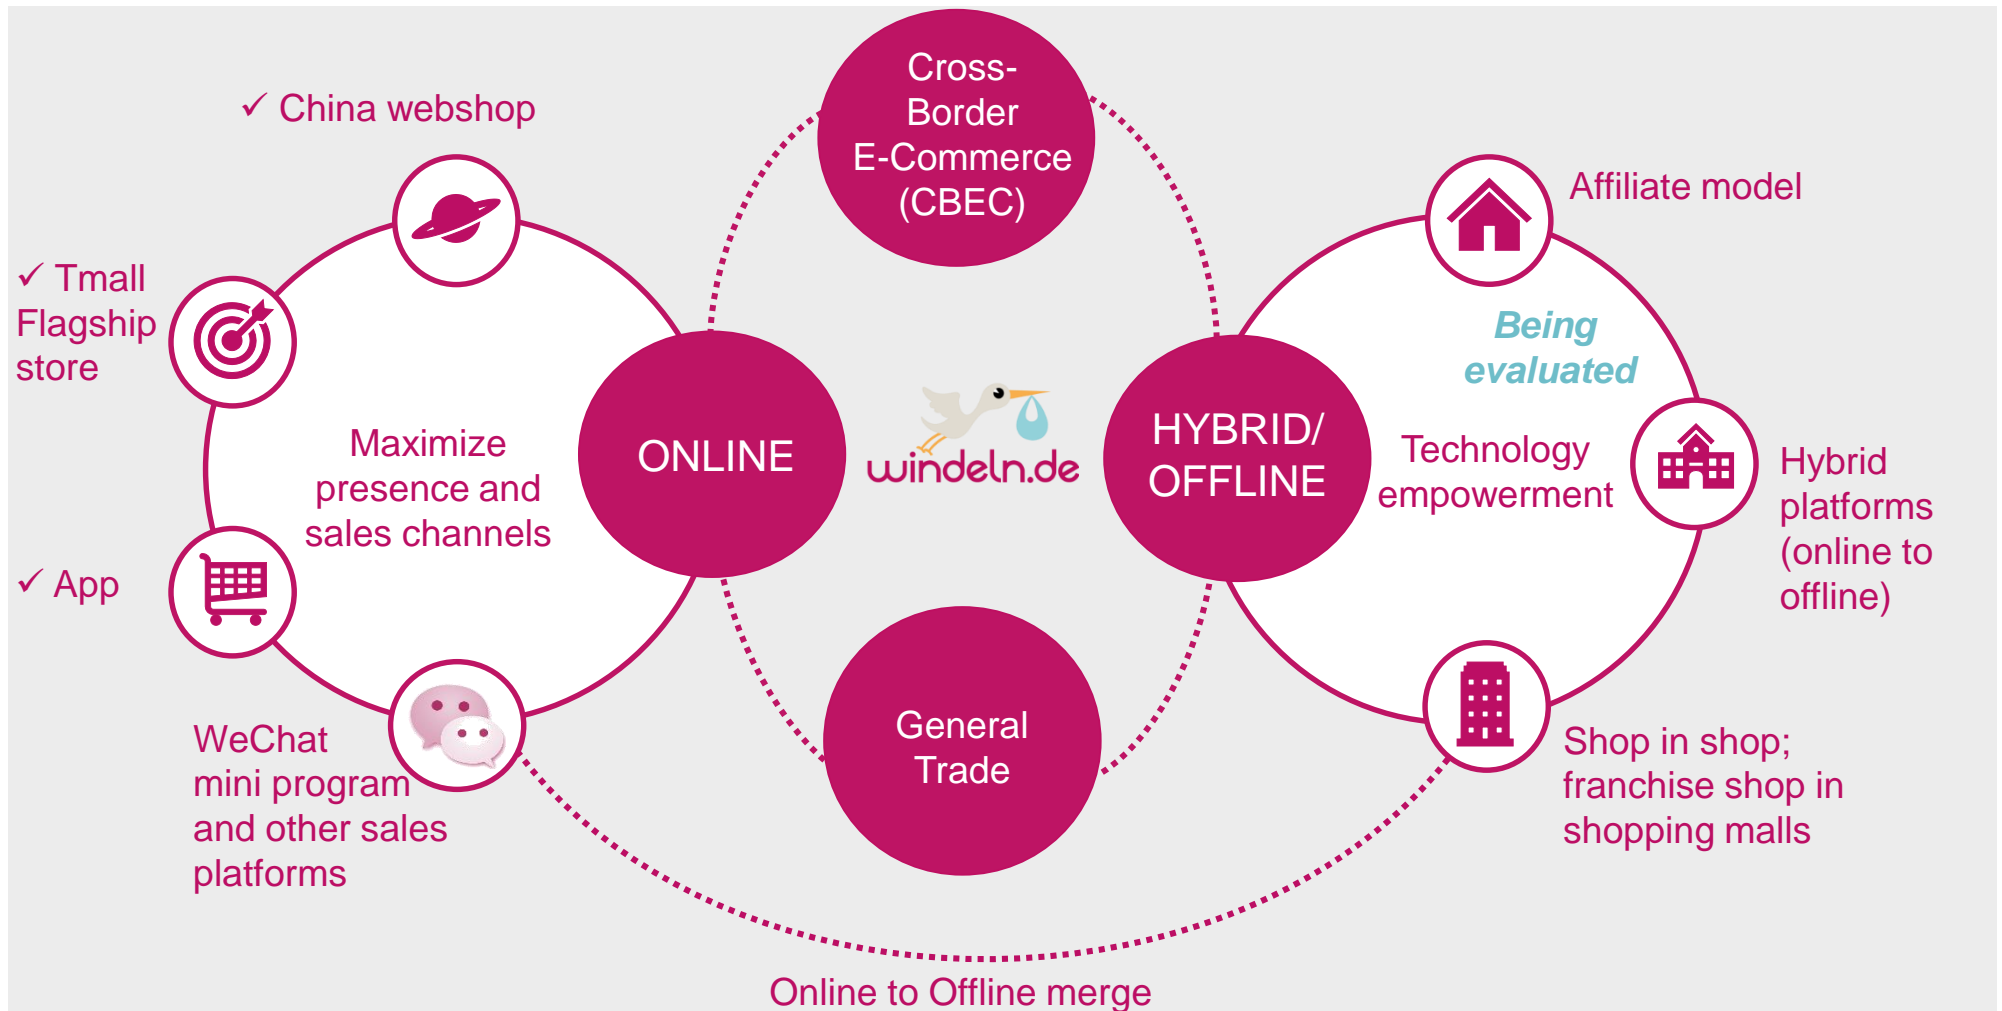 Cross-
Border
E-Commerce
(CBEC)
✓ China webshop
✓ Tmall
Flagship
store
✓ App
WeChat
mini program
and other sales
platforms
Maximize
presence and
sales channels
ONLINE
windeln.de
HYBRID/
OFFLINE
General
Trade
Affiliate model
Being
evaluated
Technology
empowerment
Hybrid
platforms
(online to
offline)
Shop in shop;
franchise shop in
shopping malls
Online to Offline merge